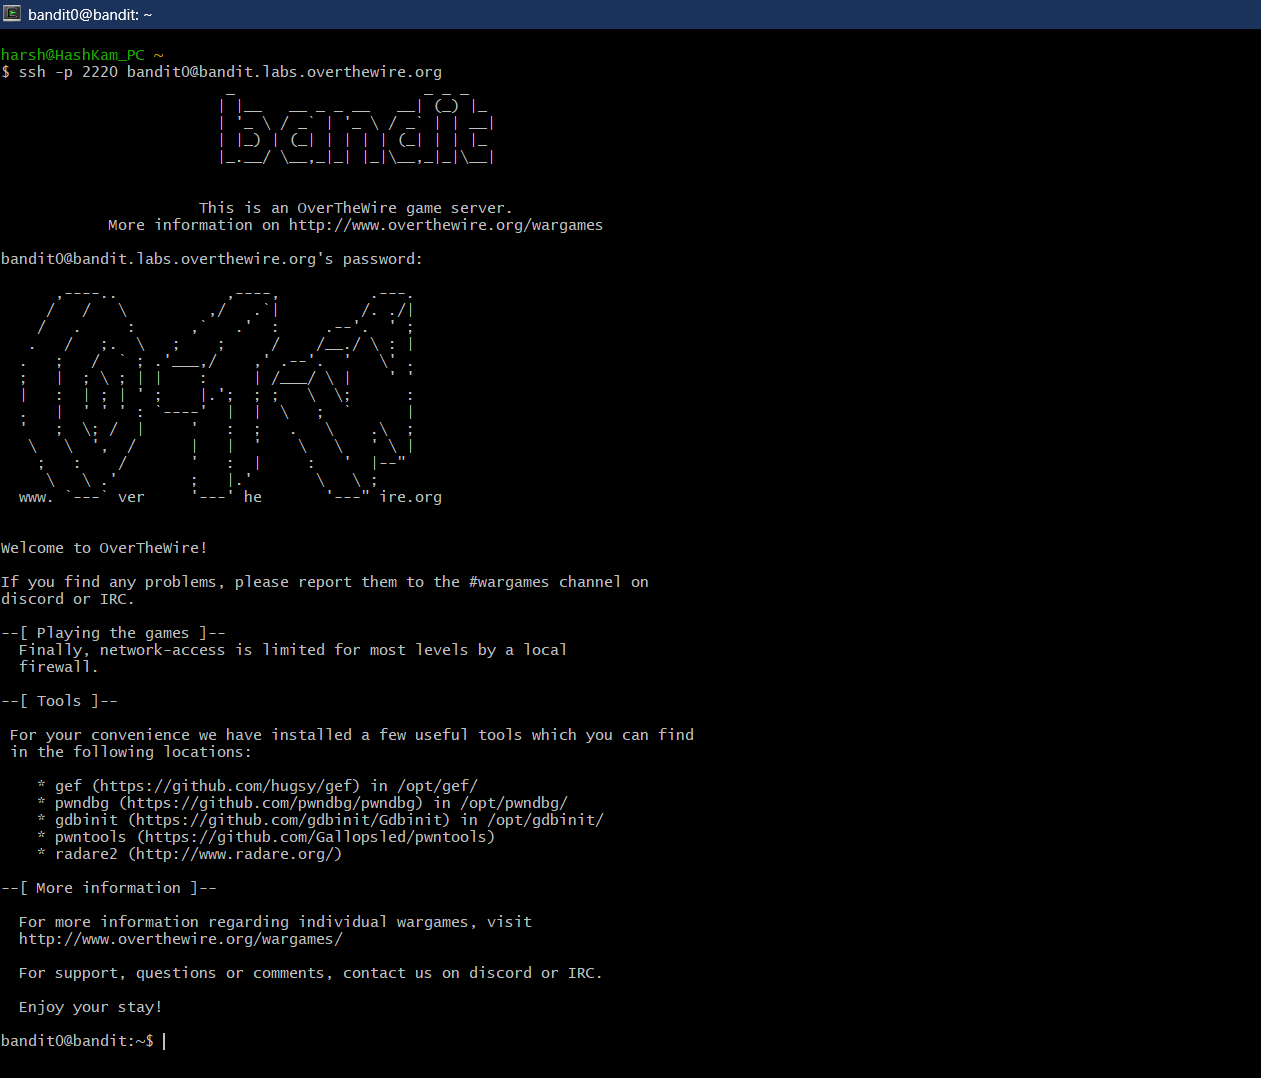 bandit0@bandit: ~
harsh@HashKam_PC ~
$ ssh -p 2220 bandit0@bandit.labs.overthewire.org
bandit
This is an OverTheWire game server.
More information on http://www.overthewire.org/wargames
bandit0@bandit.labs.overthewire.org's password:
www. `---` ver     '---' he       '---" ire.org
Welcome to OverTheWire!
If you find any problems, please report them to the #wargames channel on
discord or IRC.
--[ Playing the games ]--
Finally, network-access is limited for most levels by a local
firewall.
--[ Tools ]--
For your convenience we have installed a few useful tools which you can find
in the following locations:
* gef (https://github.com/hugsy/gef) in /opt/gef/
* pwndbg (https://github.com/pwndbg/pwndbg) in /opt/pwndbg/
* gdbinit (https://github.com/gdbinit/Gdbinit) in /opt/gdbinit/
* pwntools (https://github.com/Gallopsled/pwntools)
* radare2 (http://www.radare.org/)
--[ More information ]--
For more information regarding individual wargames, visit
http://www.overthewire.org/wargames/
For support, questions or comments, contact us on discord or IRC.
Enjoy your stay!
bandit0@bandit:~$